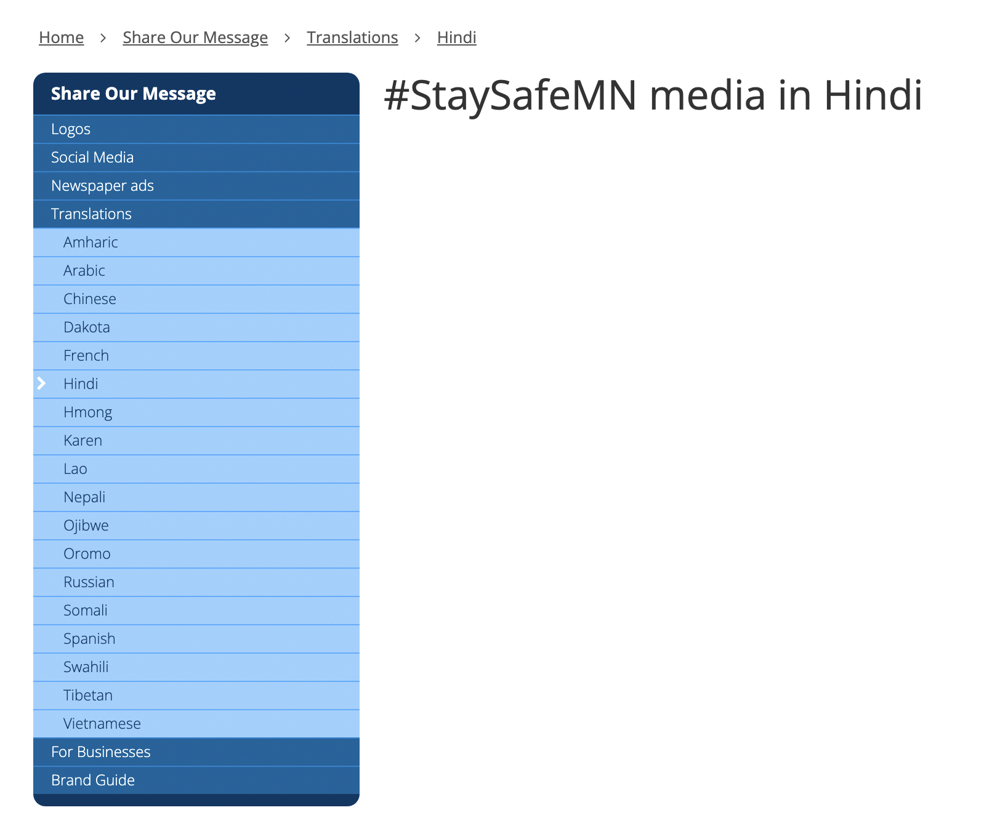 Home > Share Our Message > Translations > Hindi
Share Our Message
Logos
Social Media
Newspaper ads
Translations
Amharic
Arabic
Chinese
Dakota
French
Hindi
Hmong
Karen
Lao
Nepali
Ojibwe
Oromo
Russian
Somali
Spanish
Swahili
Tibetan
Vietnamese
For Businesses
Brand Guide
#StaySafeMN media in Hindi